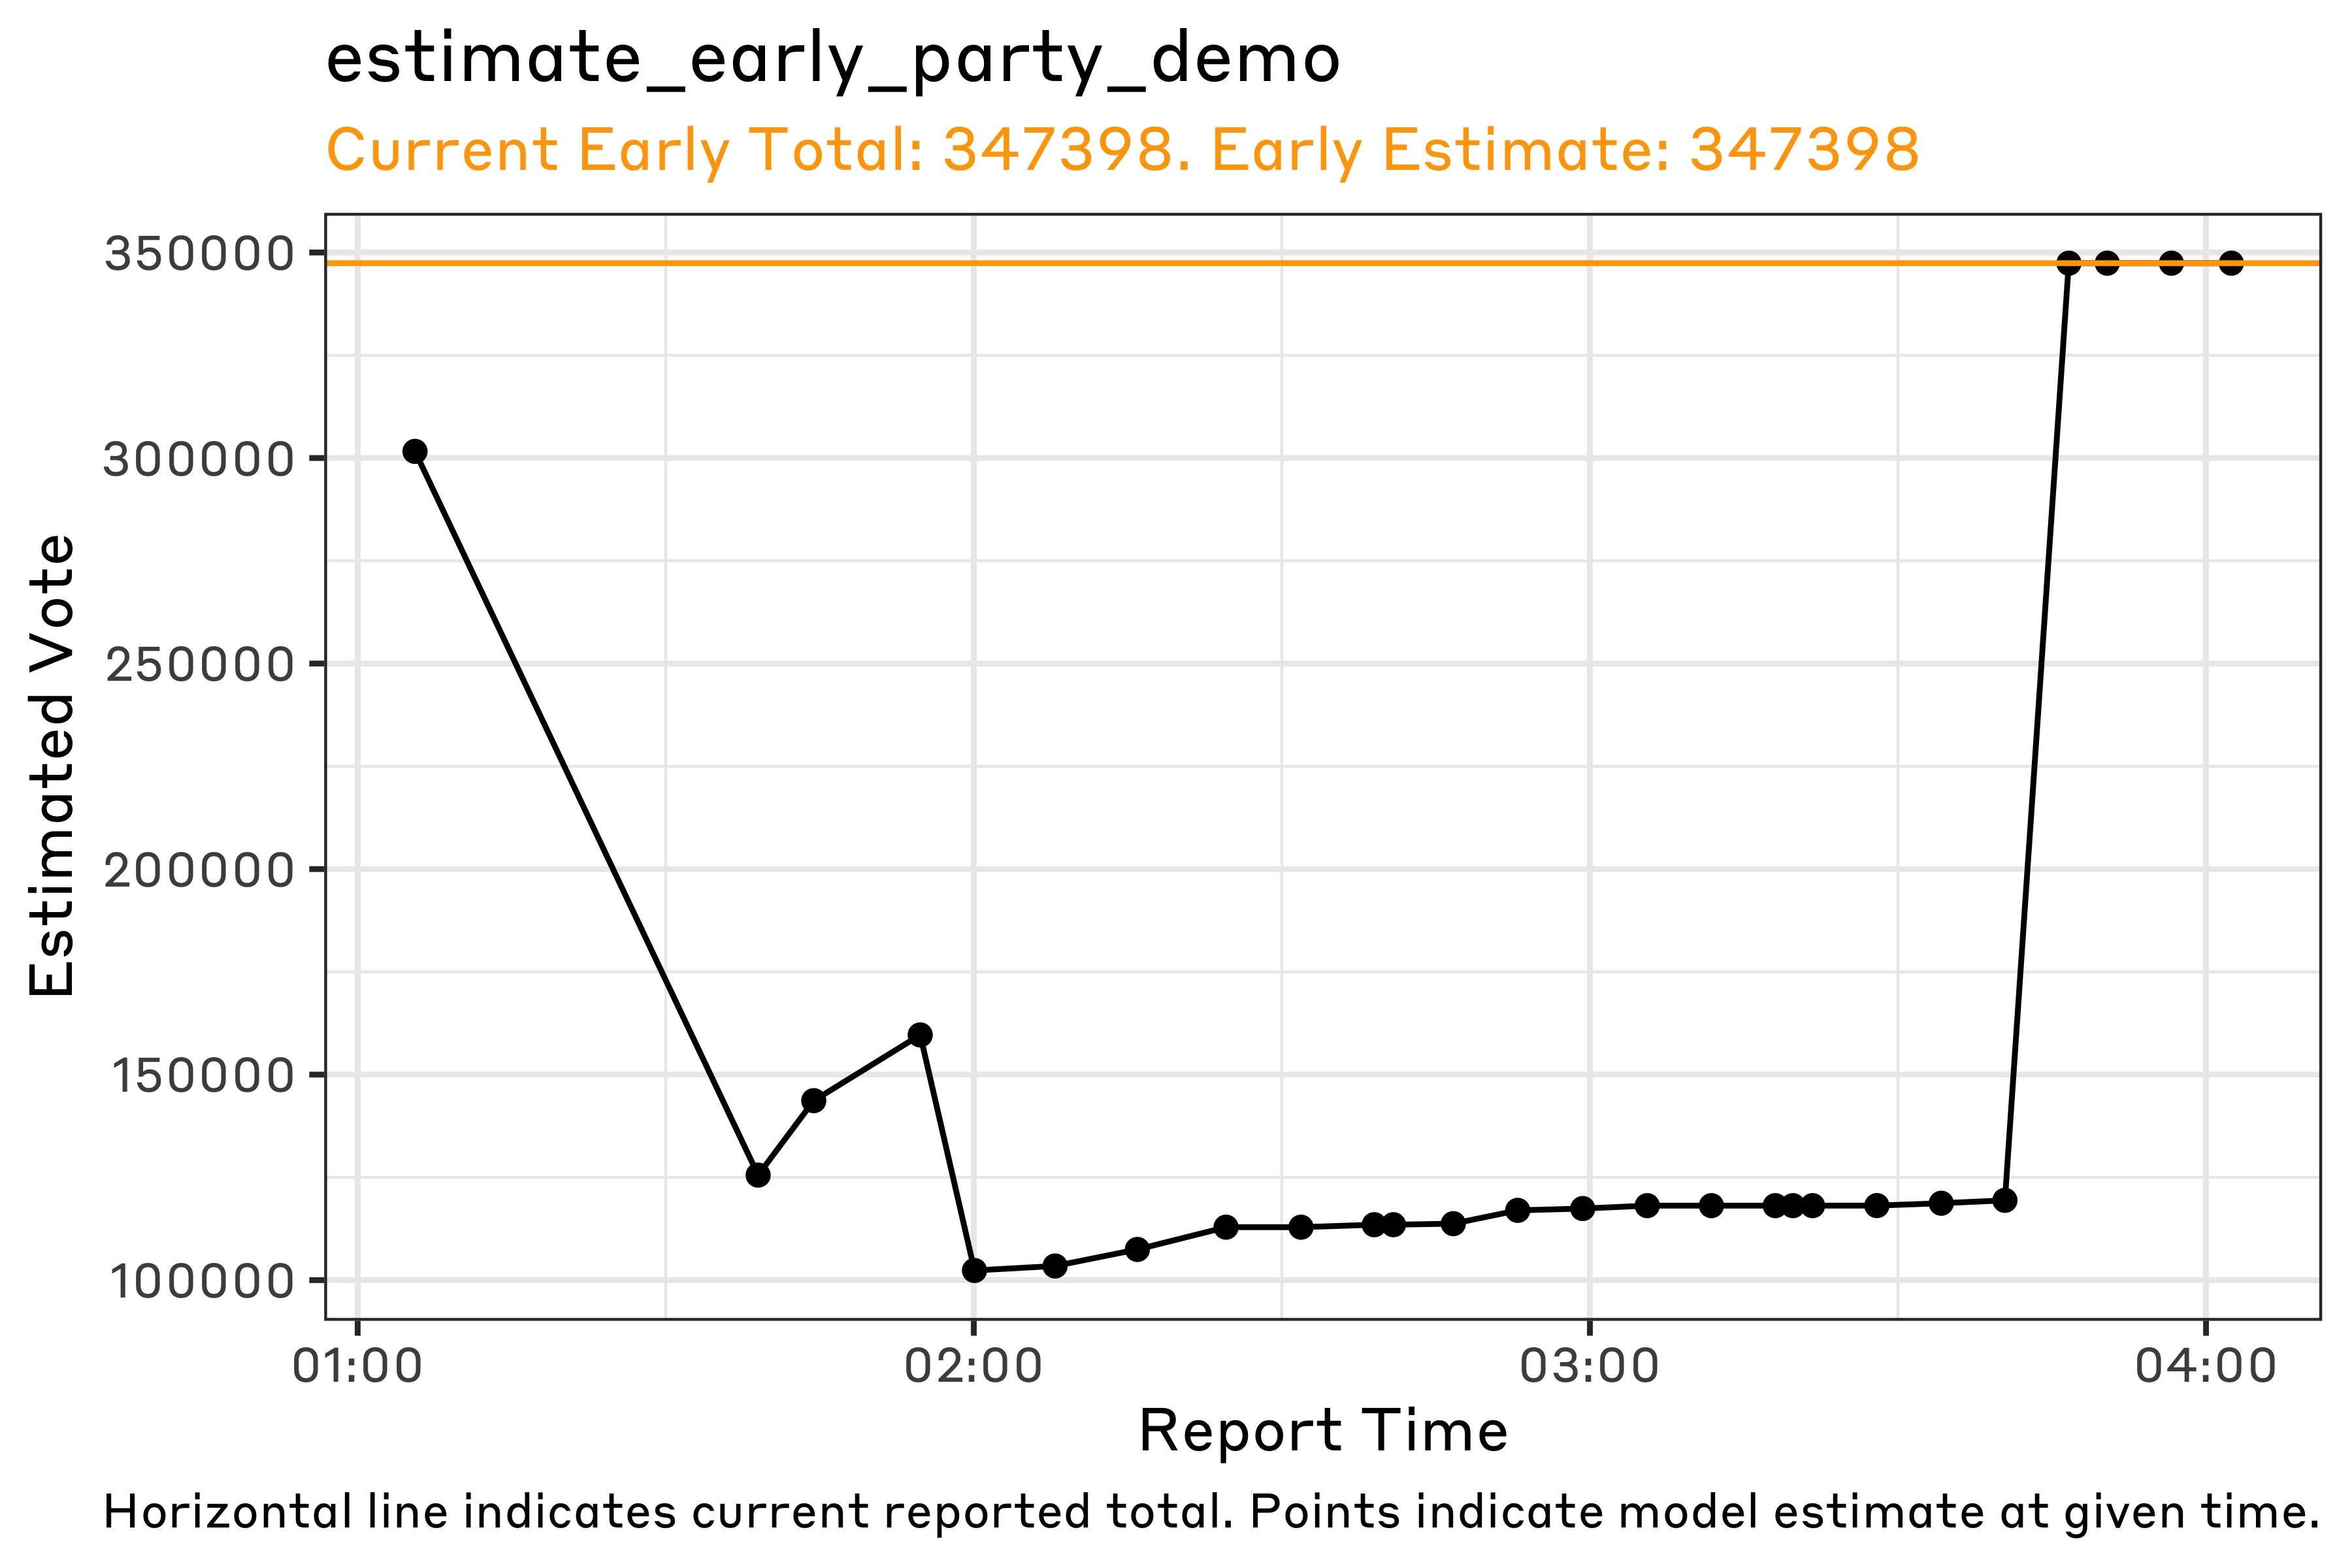 estimate_early_party_demo
Current Early Total: 347398. Early Estimate: 347398
Estimated Vote
350000
300000
250000
200000
150000
100000
01:00 02:00 03:00 04:00
Report Time
Horizontal line indicates current reported total. Points indicate model estimate at given time.